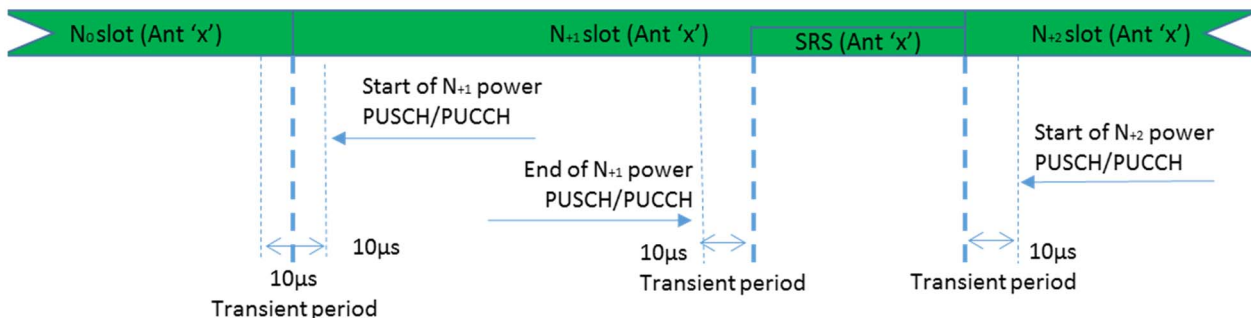 N₀ slot (Ant ‘x’)
N₊₁ slot (Ant ‘x’)
SRS (Ant ‘x’)
N₊₂ slot (Ant ‘x’)
Start of N₊₁ power
PUSCH/PUCCH
End of N₊₁ power
PUSCH/PUCCH
Start of N₊₂ power
PUSCH/PUCCH
10µs
10µs
Transient period
10µs
Transient period
10µs
Transient period